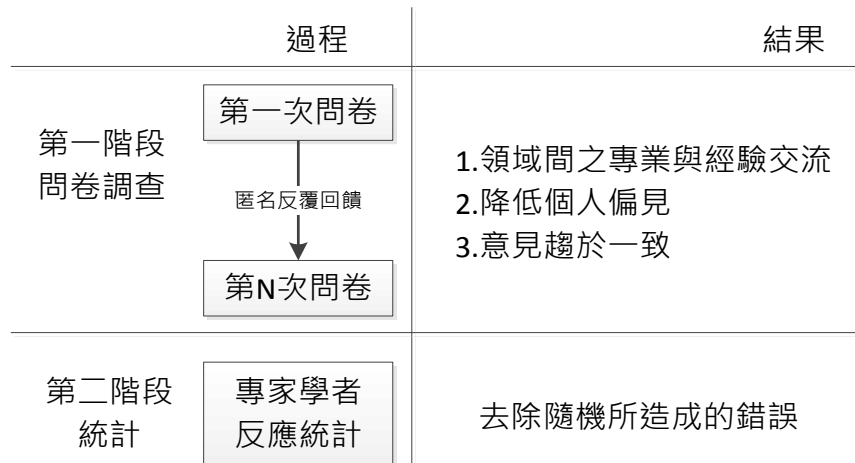 過程
結果
第一階段
問卷調查
第一次問卷
匿名反覆回饋
第N次問卷
1.領域間之專業與經驗交流
2.降低個人偏見
3.意見趨於一致
第二階段
統計
專家學者
反應統計
去除隨機所造成的錯誤